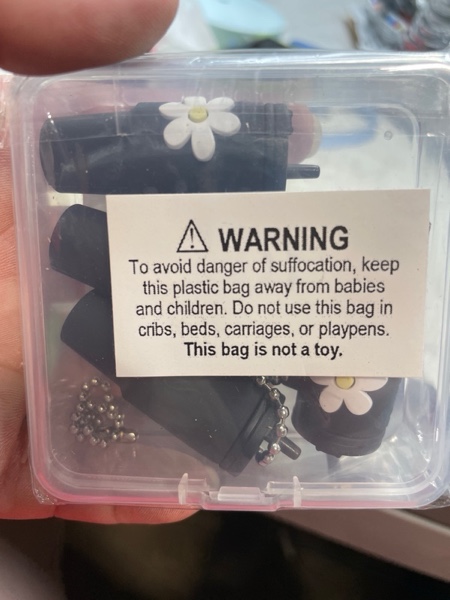 WARNING
To avoid danger of suffocation, keep
this plastic bag away from babies
and children. Do not use this bag in
cribs, beds, carriages, or playpens.
This bag is not a toy.